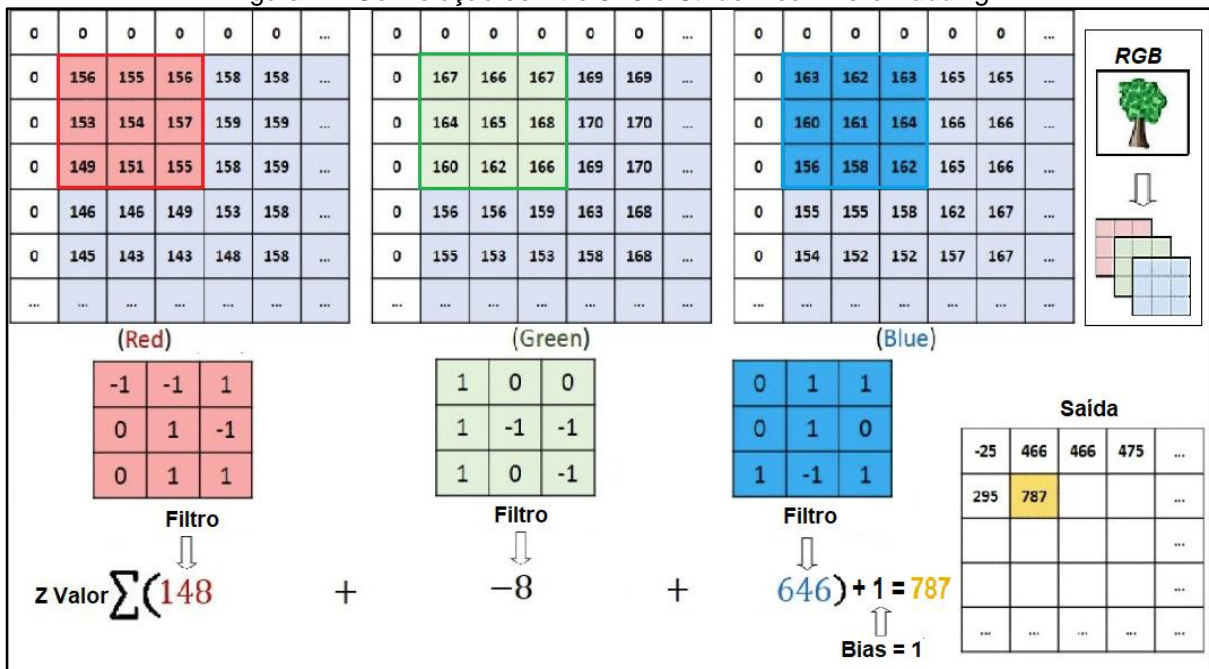 0 0 0 0 0 0 ...
0 156 155 156 158 158 ...
0 153 154 157 159 159 ...
0 149 151 155 158 159 ...
0 146 146 149 153 158 ...
0 145 143 143 148 158 ...
... ... ... ... ... ... ...
(Red)
0 0 0 0 0 0 ...
0 167 166 167 169 169 ...
0 164 165 168 170 170 ...
0 160 162 166 169 170 ...
0 156 156 159 163 168 ...
0 155 153 153 158 168 ...
... ... ... ... ... ... ...
(Green)
0 0 0 0 0 0 ...
0 163 162 163 165 165 ...
0 160 161 164 166 166 ...
0 156 158 162 165 166 ...
0 155 155 158 162 167 ...
0 154 152 152 157 167 ...
... ... ... ... ... ... ...
(Blue)
RGB
-1 -1 1
0 1 -1
0 1 1
Filtro
1 0 0
1 -1 -1
1 0 -1
Filtro
0 1 1
0 1 0
1 -1 1
Filtro
Saída
-25 466 466 475 ...
295 787 ...
...
...
... ... ... ... ...
Z Valor ∑(148 + −8 + 646) + 1 = 787
Bias = 1